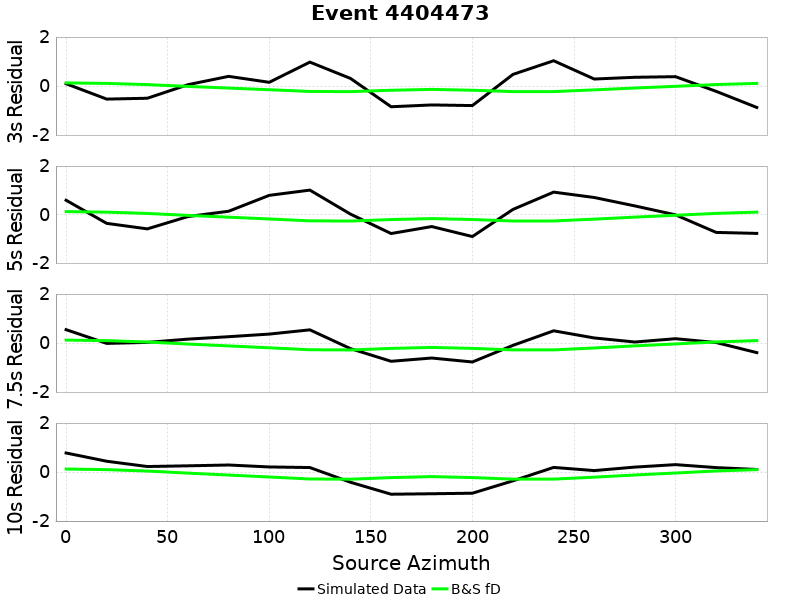 Event 4404473
3s Residual
2
0
-2
5s Residual
2
0
-2
7.5s Residual
2
0
-2
10s Residual
2
0
-2
0 50 100 150 200 250 300
Source Azimuth
Simulated Data B&S fD